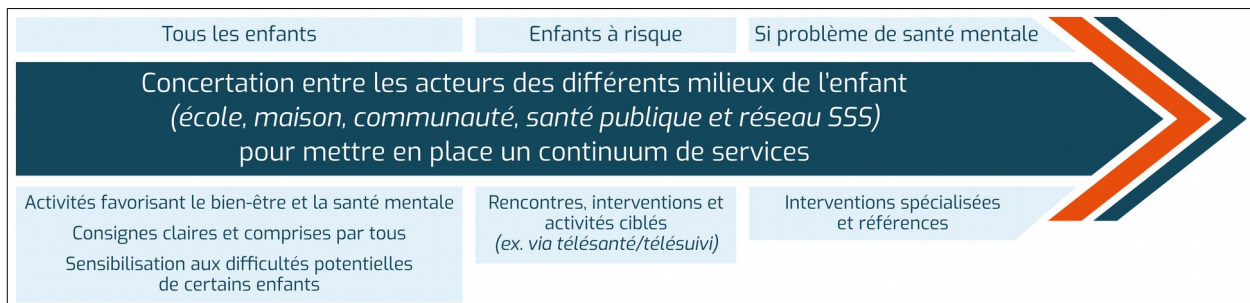 Tous les enfants
Enfants à risque
Si problème de santé mentale
Concertation entre les acteurs des différents milieux de l'enfant
(école, maison, communauté, santé publique et réseau SSS)
pour mettre en place un continuum de services
Activités favorisant le bien-être et la santé mentale
Consignes claires et comprises par tous
Sensibilisation aux difficultés potentielles
de certains enfants
Rencontres, interventions et
activités ciblés
(ex. via télésanté/télésuivi)
Interventions spécialisées
et références